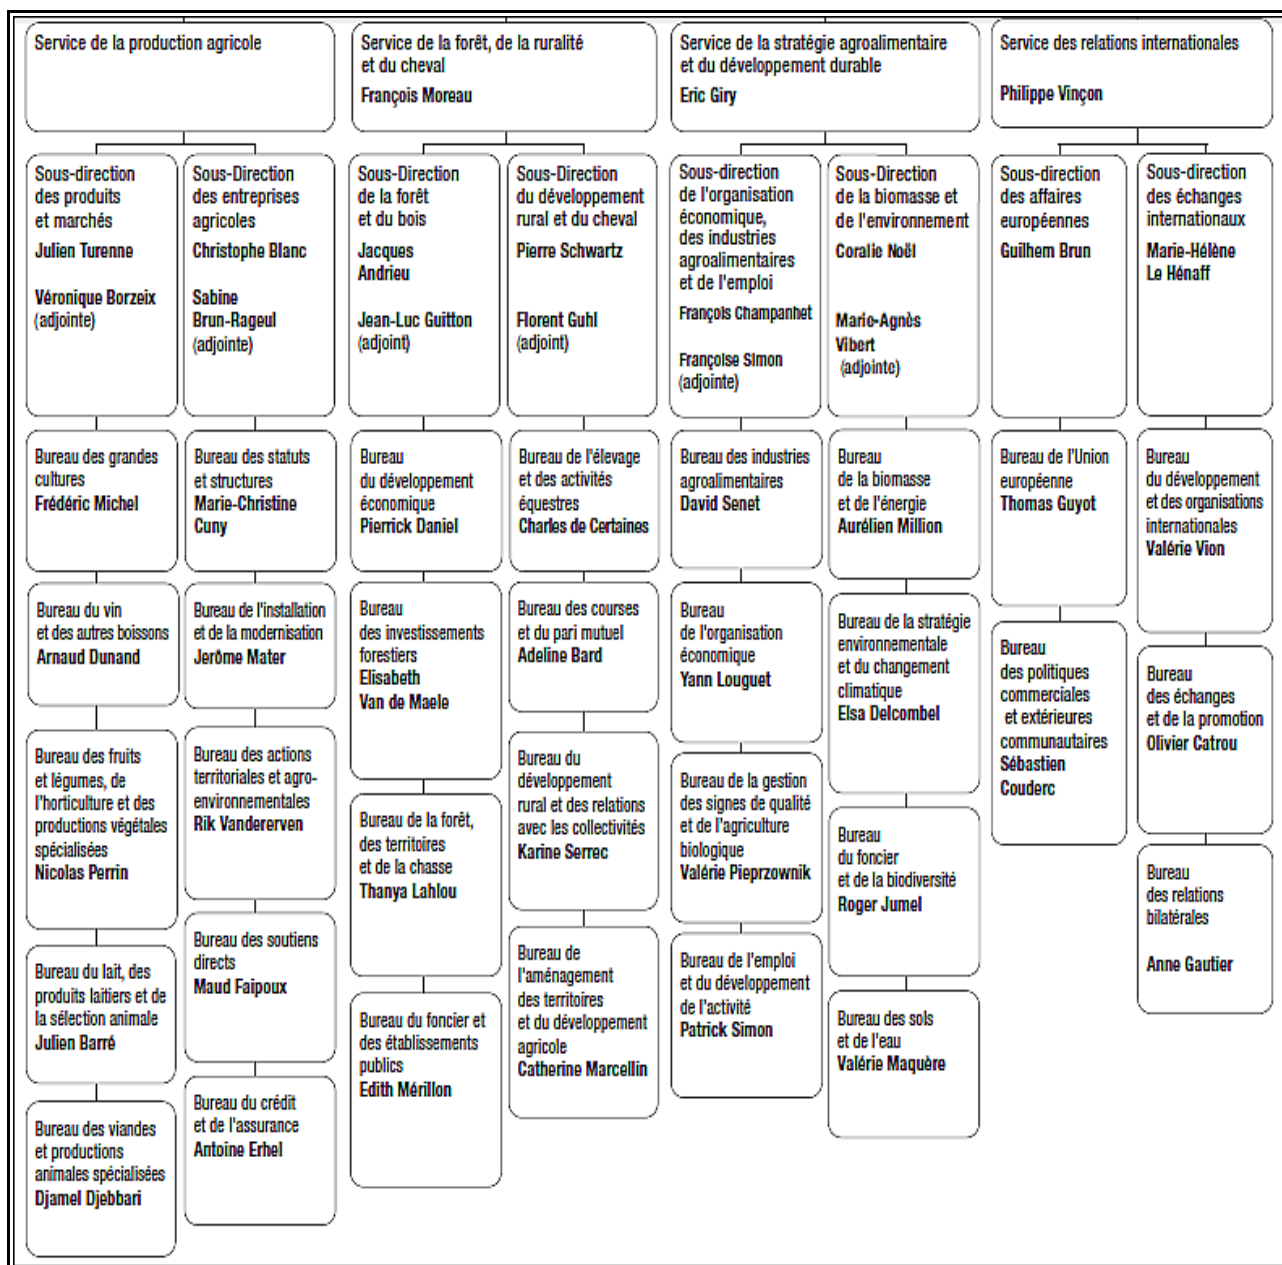 Service de la production agricole
Service de la forêt, de la ruralité
et du cheval
François Moreau
Service de la stratégie agroalimentaire
et du développement durable
Eric Giry
Service des relations internationales
Philippe Vinçon
Sous-direction
des produits
et marchés
Julien Turenne
Véronique Borzeix
(adjointe)
Sous-Direction
des entreprises
agricoles
Christophe Blanc
Sabine
Brun-Rageul
(adjointe)
Sous-Direction
de la forêt
et du bois
Jacques
Andrieu
Jean-Luc Guitton
(adjoint)
Sous-Direction
du développement
rural et du cheval
Pierre Schwartz
Florent Guhl
(adjoint)
Sous-direction
de l'organisation
économique,
des industries
agroalimentaires
et de l'emploi
François Champanhet
Françoise Simon
(adjointe)
Sous-Direction
de la biomasse et
de l'environnement
Coralie Noël
Marie-Agnès
Vibert
(adjointe)
Sous-direction
des affaires
européennes
Guilhem Brun
Sous-direction
des échanges
internationaux
Marie-Hélène
Le Hénaff
Bureau des grandes
cultures
Frédéric Michel
Bureau du vin
et des autres boissons
Arnaud Dunand
Bureau des fruits
et légumes, de
l'horticulture et des
productions végétales
spécialisées
Nicolas Perrin
Bureau du lait, des
produits laitiers et de
la sélection animale
Julien Barré
Bureau des viandes
et productions
animales spécialisées
Djamel Djebbari
Bureau des statuts
et structures
Marie-Christine
Cuny
Bureau de l'installation
et de la modernisation
Jerôme Mater
Bureau des actions
territoriales et agro-
environnementales
Rik Vandererven
Bureau des soutiens
directs
Maud Faipoux
Bureau du crédit
et de l'assurance
Antoine Erhel
Bureau
du développement
économique
Pierrick Daniel
Bureau
des investissements
forestiers
Elisabeth
Van de Maele
Bureau de la forêt,
des territoires
et de la chasse
Thanya Lahlou
Bureau du foncier et
des établissements
publics
Edith Mérillon
Bureau de l'élevage
et des activités
équestres
Charles de Certaines
Bureau des courses
et du pari mutuel
Adeline Bard
Bureau du
développement
rural et des relations
avec les collectivités
Karine Serrec
Bureau de
l'aménagement
des territoires
et du développement
agricole
Catherine Marcellin
Bureau des industries
agroalimentaires
David Senet
Bureau
de l'organisation
économique
Yann Louguet
Bureau de la gestion
des signes de qualité
et de l'agriculture
biologique
Valérie Pieprzownik
Bureau de l'emploi
et du développement
de l'activité
Patrick Simon
Bureau
de la biomasse
et de l'énergie
Aurélien Million
Bureau de la stratégie
environnementale
et du changement
climatique
Elsa Delcombel
Bureau
du foncier
et de la biodiversité
Roger Jumel
Bureau des sols
et de l'eau
Valérie Maquère
Bureau de l'Union
européenne
Thomas Guyot
Bureau
des politiques
commerciales
et extérieures
communautaires
Sébastien
Couderc
Bureau
du développement
et des organisations
internationales
Valérie Vion
Bureau
des échanges
et de la promotion
Olivier Catrou
Bureau
des relations
bilatérales
Anne Gautier